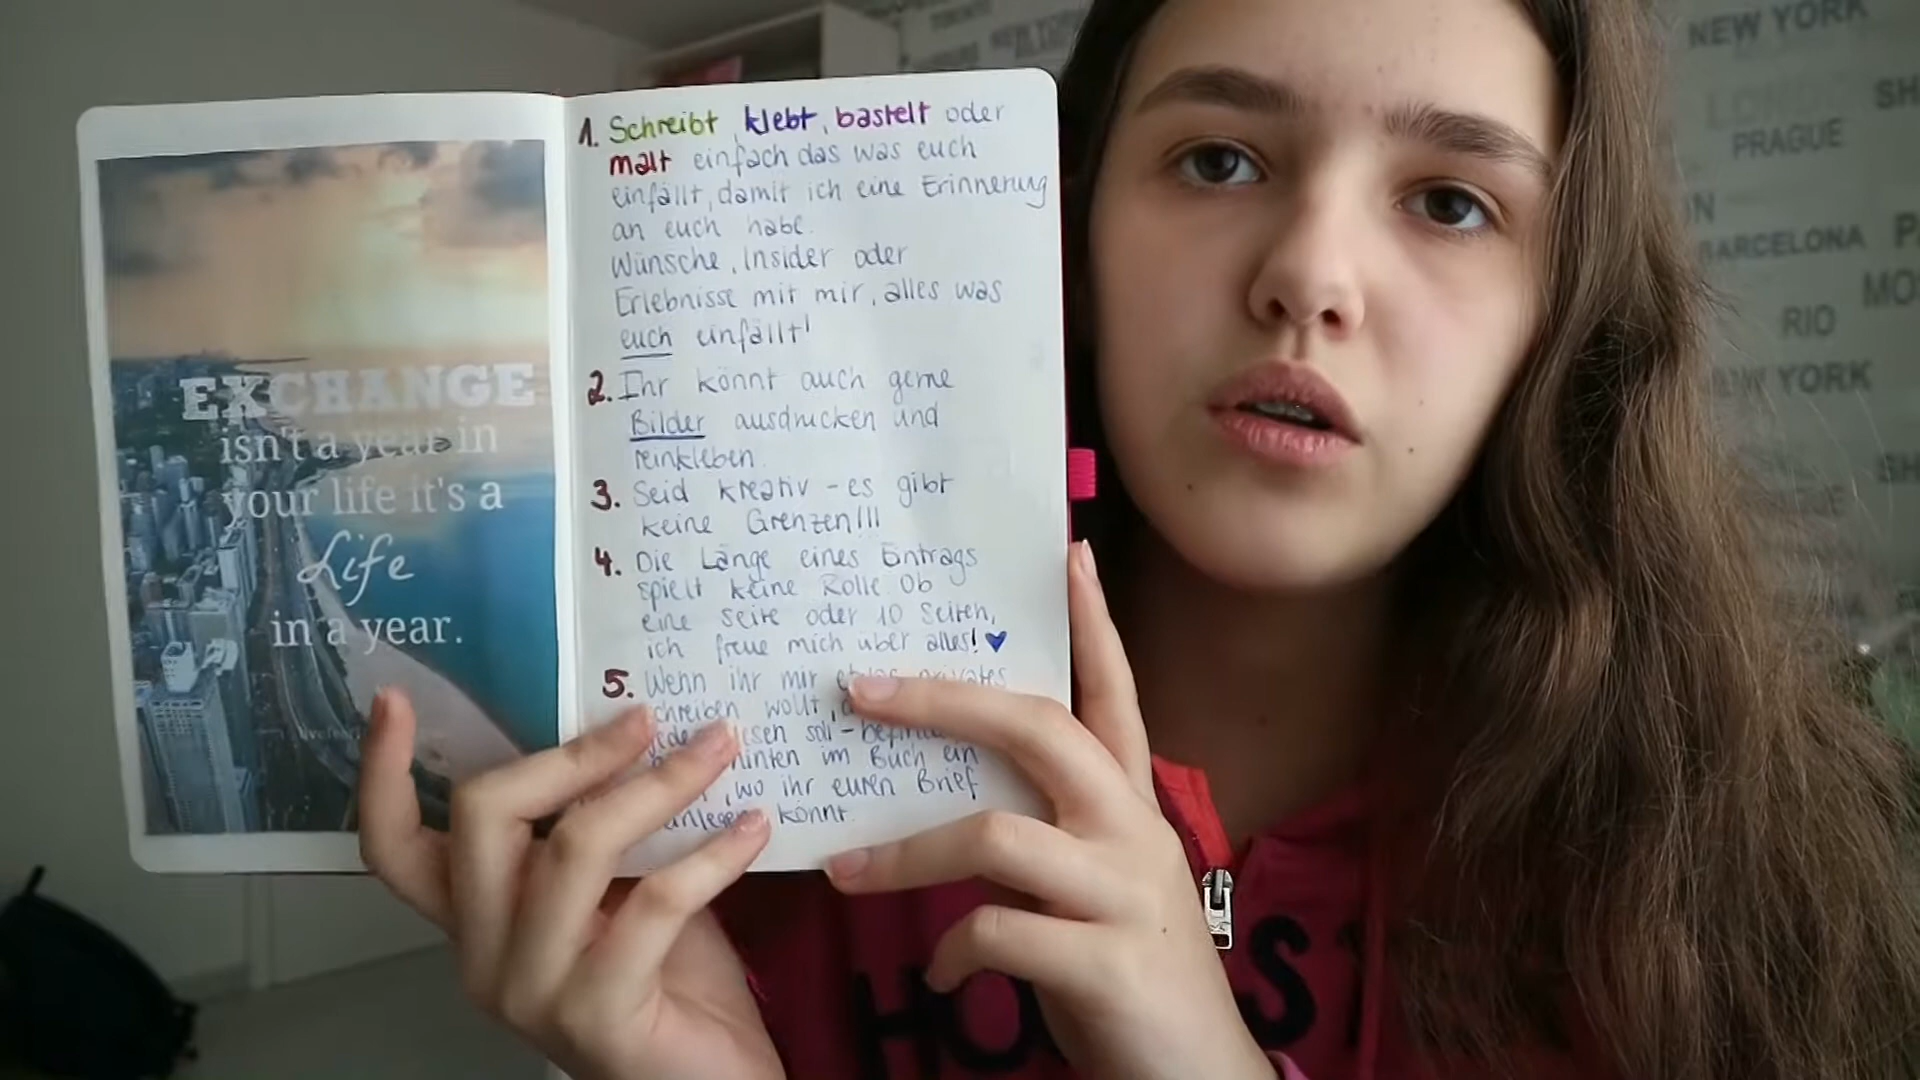 EXCHANGE
isn't a year in
your life it's a
Life
in a year.
1. Schreibt, klebt, bastelt oder
malt einfach das was euch
einfällt, damit ich eine Erinnerung
an euch habe.
Wünsche, Insider oder
Erlebnisse mit mir, alles was
euch einfällt!
2. Ihr könnt auch gerne
Bilder ausdrucken und
reinkleben.
3. Seid kreativ - es gibt
keine Grenzen!!!
4. Die Länge eines Eintrags
spielt keine Rolle. Ob
eine Seite oder 10 Seiten,
ich freue mich über alles! ♥
5. Wenn ihr mir etwas privates
schreiben wollt,
lesen soll -
hinten im Buch ein
, wo ihr euren Brief
könnt.
NEW YORK
PRAGUE
BARCELONA
RIO
NEW YORK